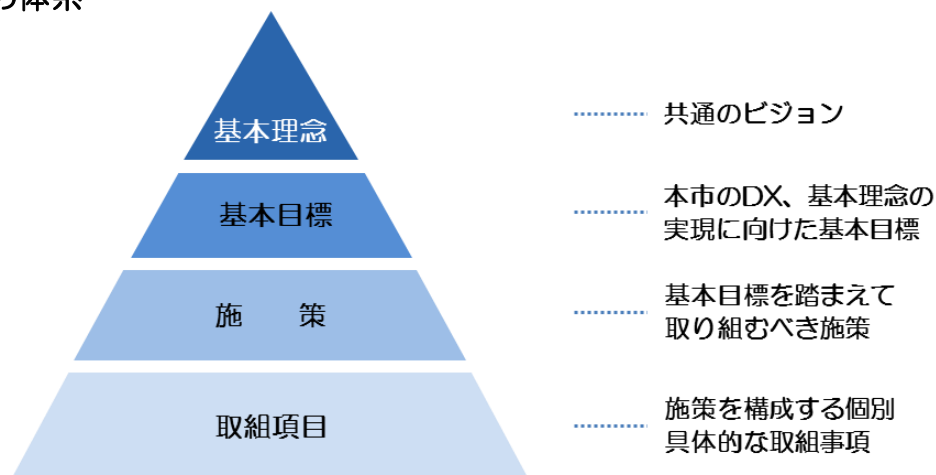 の体系
基本理念
共通のビジョン
基本目標
本市のDX、基本理念の
実現に向けた基本目標
施　　策
基本目標を踏まえて
取り組むべき施策
取組項目
施策を構成する個別
具体的な取組事項